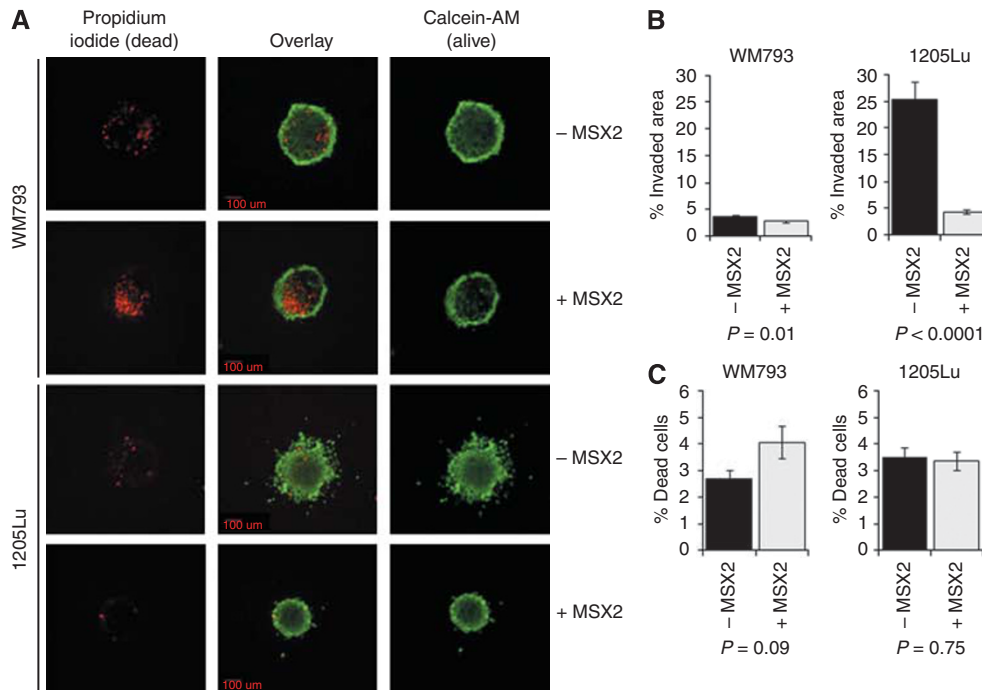 A
Propidium
iodide (dead)
Overlay
Calcein-AM
(alive)
WM793
– MSX2
100 um
+ MSX2
100 um
1205Lu
– MSX2
100 um
+ MSX2
100 um
B
WM793
% Invaded area
30
25
20
15
10
5
0
– MSX2
+ MSX2
P = 0.01
1205Lu
% Invaded area
30
25
20
15
10
5
0
– MSX2
+ MSX2
P < 0.0001
C
WM793
% Dead cells
6
5
4
3
2
1
0
– MSX2
+ MSX2
P = 0.09
1205Lu
% Dead cells
6
5
4
3
2
1
0
– MSX2
+ MSX2
P = 0.75